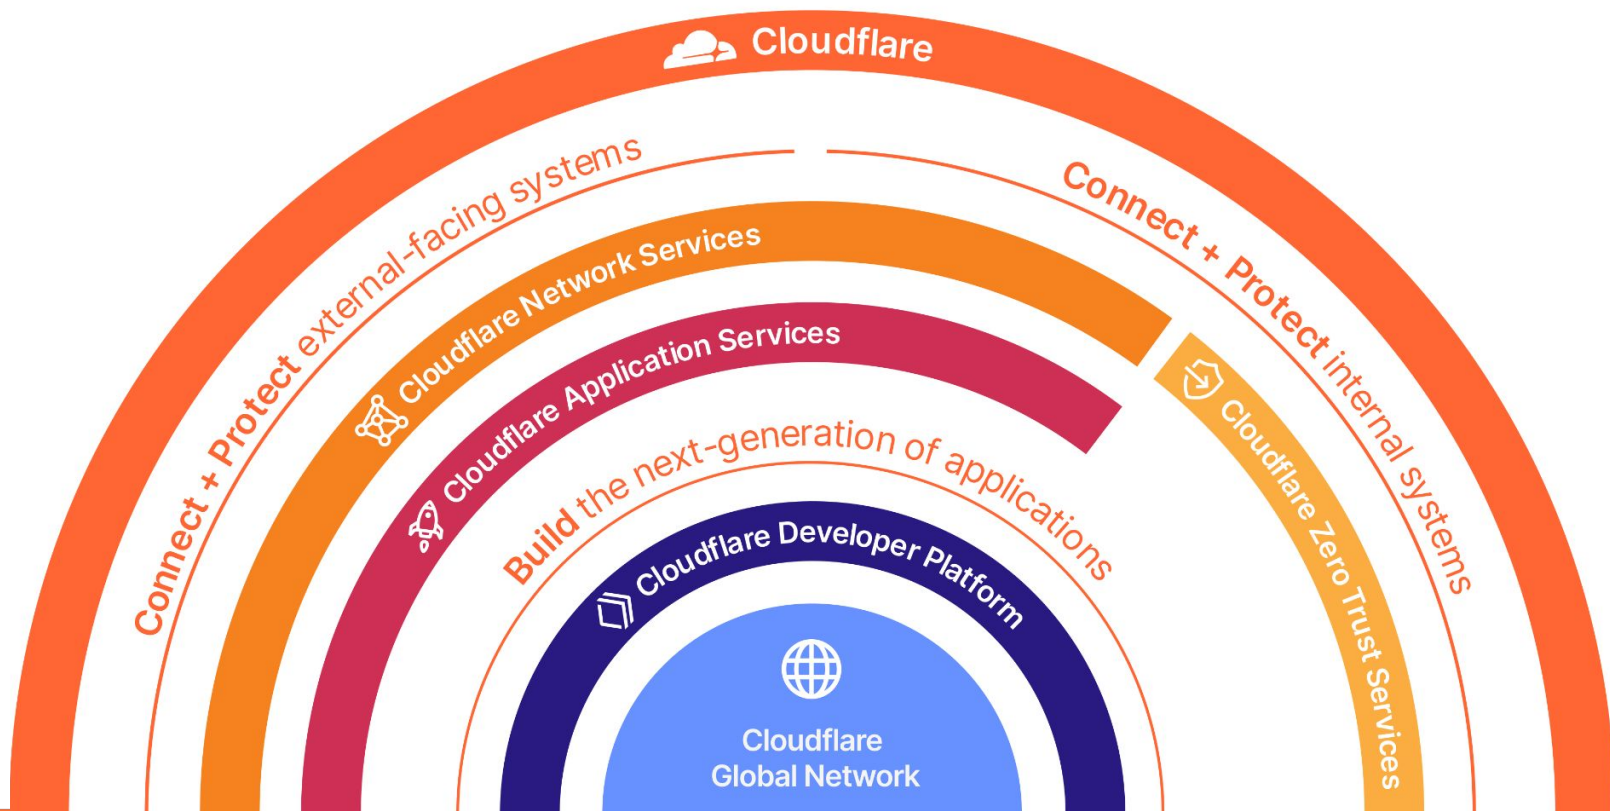 Cloudflare
Connect + Protect external-facing systems
Connect + Protect internal systems
Cloudflare Network Services
Cloudflare Application Services
Cloudflare Zero Trust Services
Build the next-generation of applications
Cloudflare Developer Platform
Cloudflare
Global Network